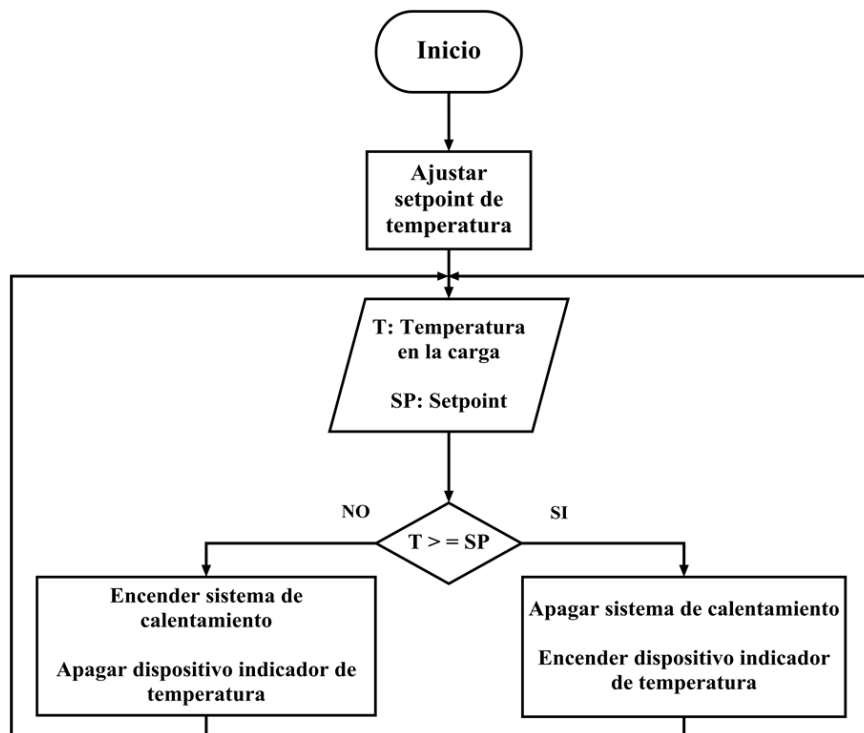 Inicio
Ajustar
setpoint de
temperatura
T: Temperatura
en la carga
SP: Setpoint
NO
SI
T > = SP
Encender sistema de
calentamiento
Apagar dispositivo indicador de
temperatura
Apagar sistema de calentamiento
Encender dispositivo indicador
de temperatura